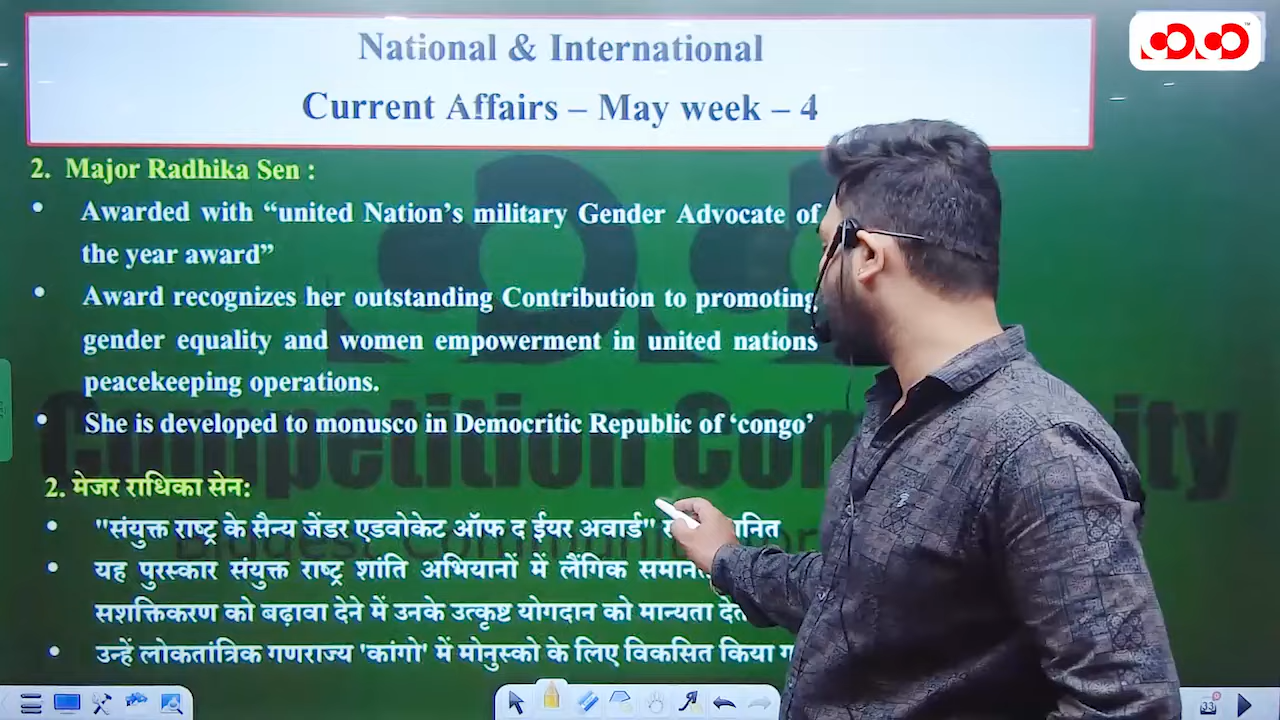 National & International
Current Affairs – May week – 4
2. Major Radhika Sen :
• Awarded with “united Nation’s military Gender Advocate of
the year award”
• Award recognizes her outstanding Contribution to promoting
gender equality and women empowerment in united nations
peacekeeping operations.
• She is developed to monusco in Democritic Republic of ‘congo’
2. मेजर राधिका सेन:
• "संयुक्त राष्ट्र के सैन्य जेंडर एडवोकेट ऑफ द ईयर अवार्ड"
• यह पुरस्कार संयुक्त राष्ट्र शांति अभियानों में लैंगिक
सशक्तिकरण को बढ़ावा देने में उनके उत्कृष्ट योगदान को मान्यता
• उन्हें लोकतांत्रिक गणराज्य 'कांगो' में मोनुस्को के लिए विकसित किया
Competition
33